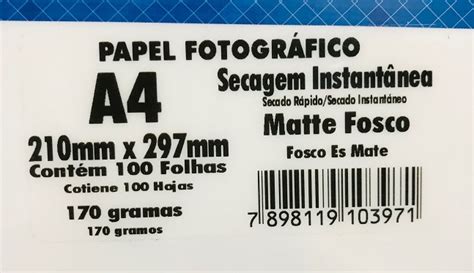 PAPEL FOTOGRÁFICO
A4
210mm x 297mm
Contém 100 Folhas
Cotiene 100 Hojas
170 gramas
170 gramos
Secagem Instantânea
Secado Rápido/Secado Instantáneo
Matte Fosco
Fosco Es Mate
7 898119 103971